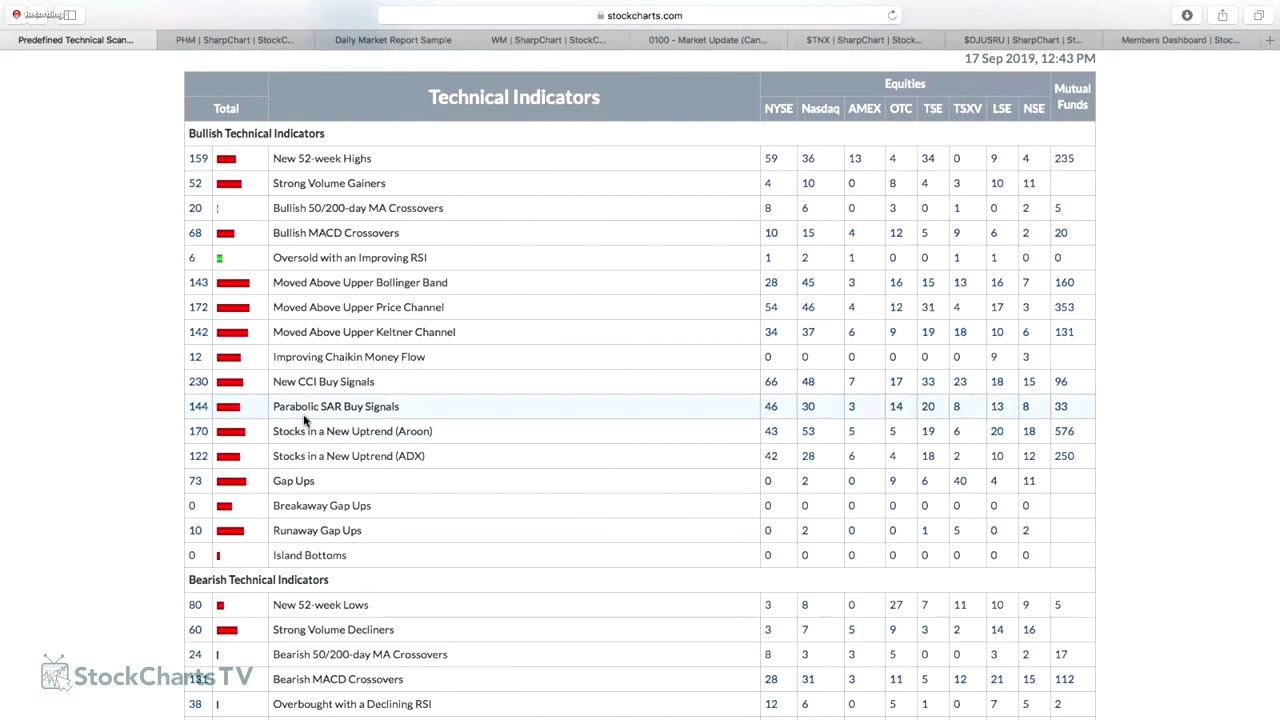 Recording
stockcharts.com
Predefined Technical Scan...
PHM | SharpChart | StockC...
Daily Market Report Sample
WM | SharpChart | StockC...
0100 - Market Update (Can...
$TNX | SharpChart | Stock...
$DJUSRU | SharpChart | St...
Members Dashboard | Stoc...
17 Sep 2019, 12:43 PM
Total Technical Indicators Equities Mutual Funds
NYSE Nasdaq AMEX OTC TSE TSXV LSE NSE
Bullish Technical Indicators
159 New 52-week Highs 59 36 13 4 34 0 9 4 235
52 Strong Volume Gainers 4 10 0 8 4 3 10 11
20 Bullish 50/200-day MA Crossovers 8 6 0 3 0 1 0 2 5
68 Bullish MACD Crossovers 10 15 4 12 5 9 6 2 20
6 Oversold with an Improving RSI 1 2 1 0 0 1 1 0 0
143 Moved Above Upper Bollinger Band 28 45 3 16 15 13 16 7 160
172 Moved Above Upper Price Channel 54 46 4 12 31 4 17 3 353
142 Moved Above Upper Keltner Channel 34 37 6 9 19 18 10 6 131
12 Improving Chaikin Money Flow 0 0 0 0 0 0 9 3
230 New CCI Buy Signals 66 48 7 17 33 23 18 15 96
144 Parabolic SAR Buy Signals 46 30 3 14 20 8 13 8 33
170 Stocks in a New Uptrend (Aroon) 43 53 5 5 19 6 20 18 576
122 Stocks in a New Uptrend (ADX) 42 28 6 4 18 2 10 12 250
73 Gap Ups 0 2 0 9 6 40 4 11
0 Breakaway Gap Ups 0 0 0 0 0 0 0 0
10 Runaway Gap Ups 0 2 0 0 1 5 0 2
0 Island Bottoms 0 0 0 0 0 0 0 0
Bearish Technical Indicators
80 New 52-week Lows 3 8 0 27 7 11 10 9 5
60 Strong Volume Decliners 3 7 5 9 3 2 14 16
24 Bearish 50/200-day MA Crossovers 8 3 3 5 0 0 3 2 17
Bearish MACD Crossovers 28 31 3 11 5 12 21 15 112
38 Overbought with a Declining RSI 12 6 0 5 1 0 7 5 2
StockCharts TV